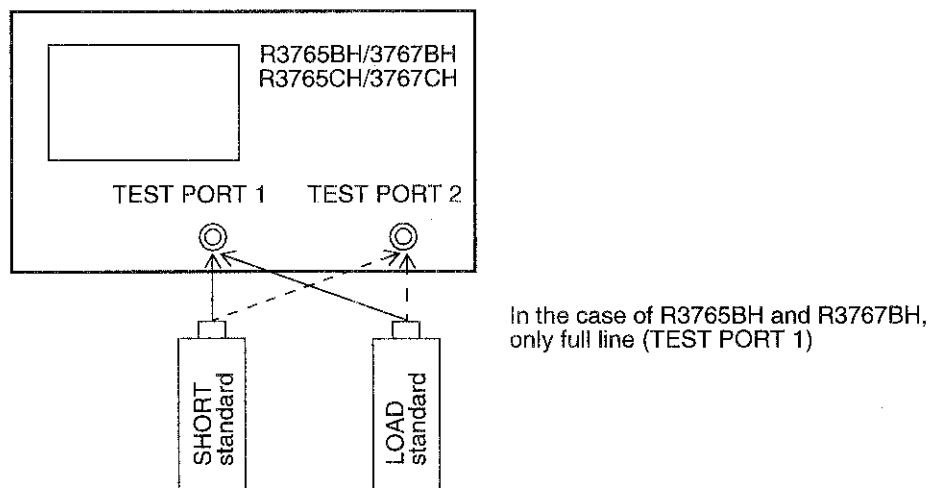 R3765BH/3767BH
R3765CH/3767CH
TEST PORT 1
TEST PORT 2
In the case of R3765BH and R3767BH,
only full line (TEST PORT 1)
SHORT
standard
LOAD
standard